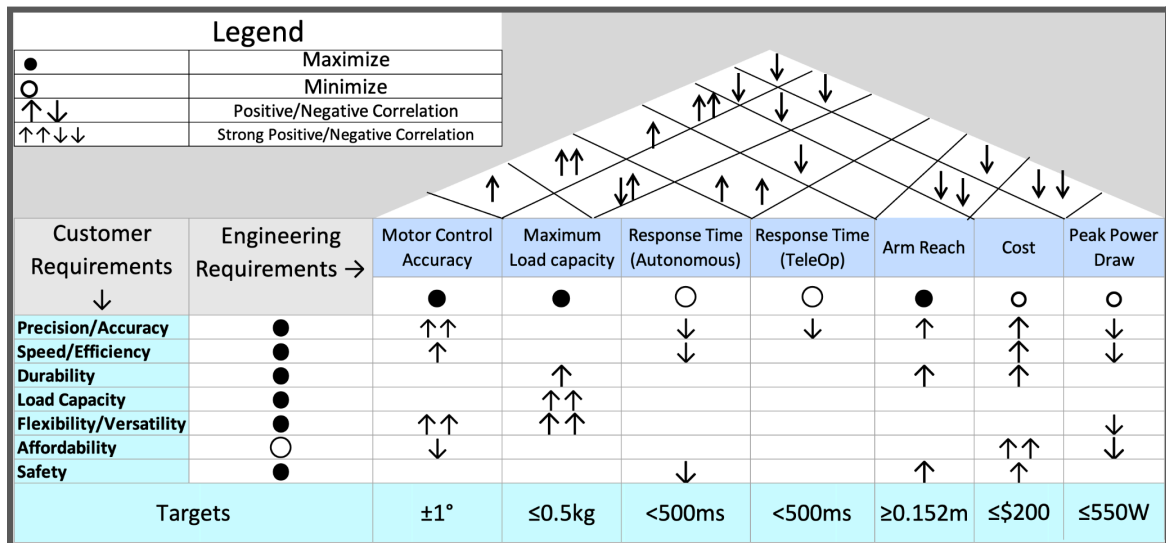 Legend
● Maximize
○ Minimize
↑↓ Positive/Negative Correlation
↑↑↓↓ Strong Positive/Negative Correlation
Customer
Requirements
↓
Engineering
Requirements →
Motor Control
Accuracy
Maximum
Load capacity
Response Time
(Autonomous)
Response Time
(TeleOp)
Arm Reach
Cost
Peak Power
Draw
● ● ○ ○ ● ○ ○
Precision/Accuracy ● ↑↑ ↓ ↓ ↑ ↑ ↓
Speed/Efficiency ● ↑ ↓ ↑ ↓
Durability ● ↑ ↑ ↑
Load Capacity ● ↑↑
Flexibility/Versatility ● ↑↑ ↑↑ ↓
Affordability ○ ↓ ↑↑ ↓
Safety ● ↓ ↑ ↑
Targets ±1° ≤0.5kg <500ms <500ms ≥0.152m ≤$200 ≤550W